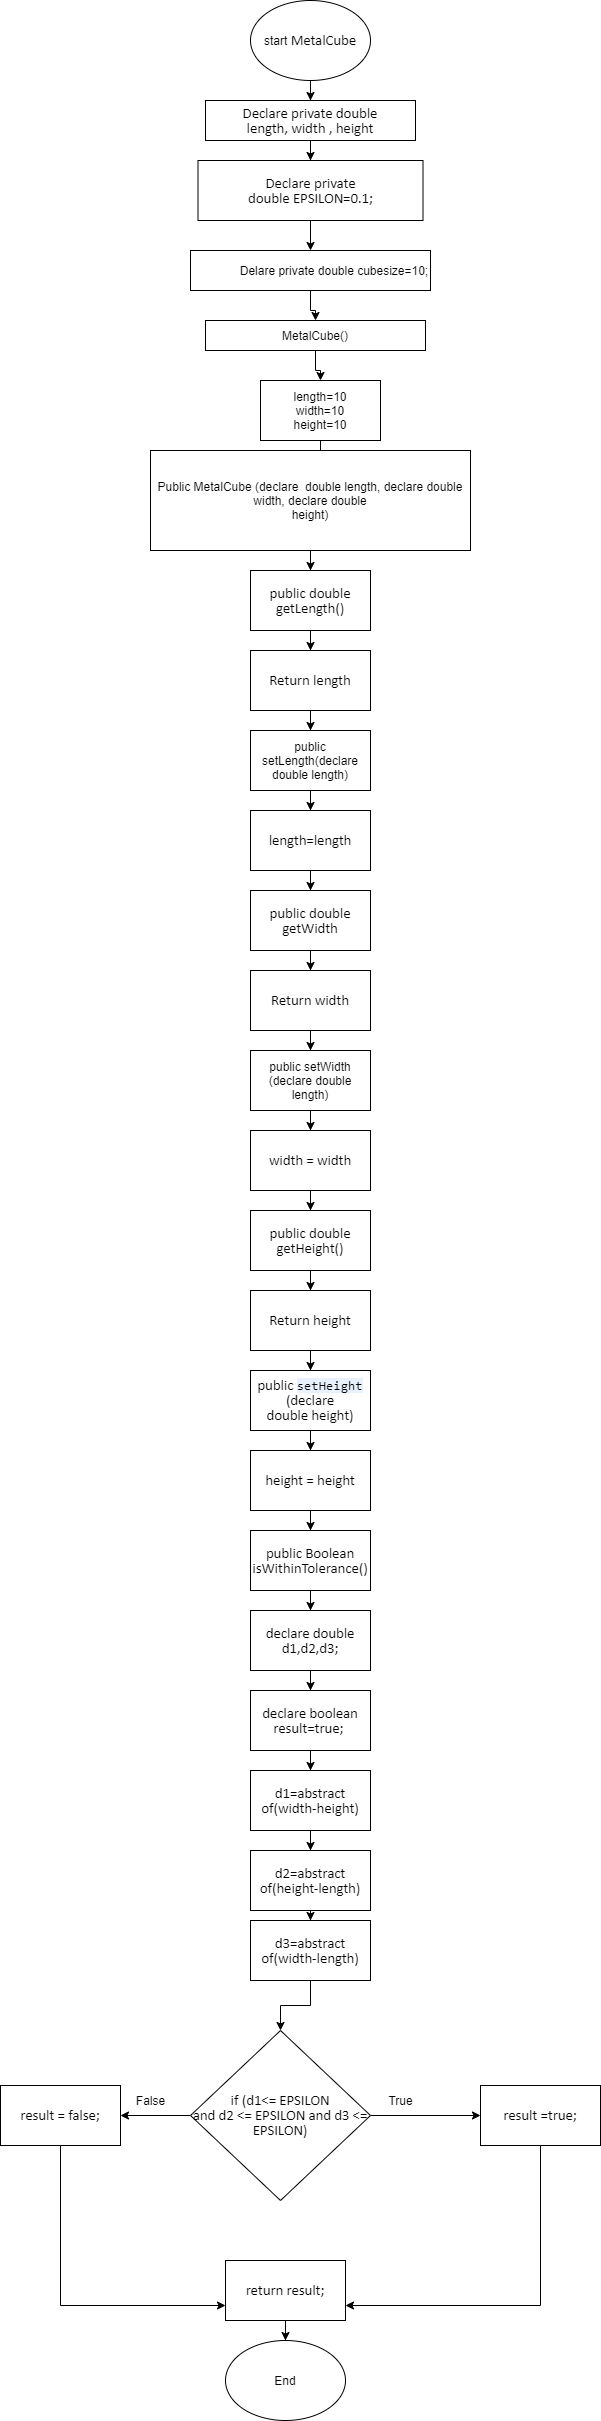 start MetalCube
Declare private double
length, width , height
Declare private
double EPSILON=0.1;
Delare private double cubesize=10;
MetalCube()
length=10
width=10
height=10
Public MetalCube (declare  double length, declare double
width, declare double
height)
public double
getLength()
Return length
public
setLength(declare
double length)
length=length
public double
getWidth
Return width
public setWidth
(declare double
length)
width = width
public double
getHeight()
Return height
public setHeight
(declare
double height)
height = height
public Boolean
isWithinTolerance()
declare double
d1,d2,d3;
declare boolean
result=true;
d1=abstract
of(width-height)
d2=abstract
of(height-length)
d3=abstract
of(width-length)
if (d1<= EPSILON
and d2 <= EPSILON and d3 <=
EPSILON)
False
True
result = false;
result =true;
return result;
End